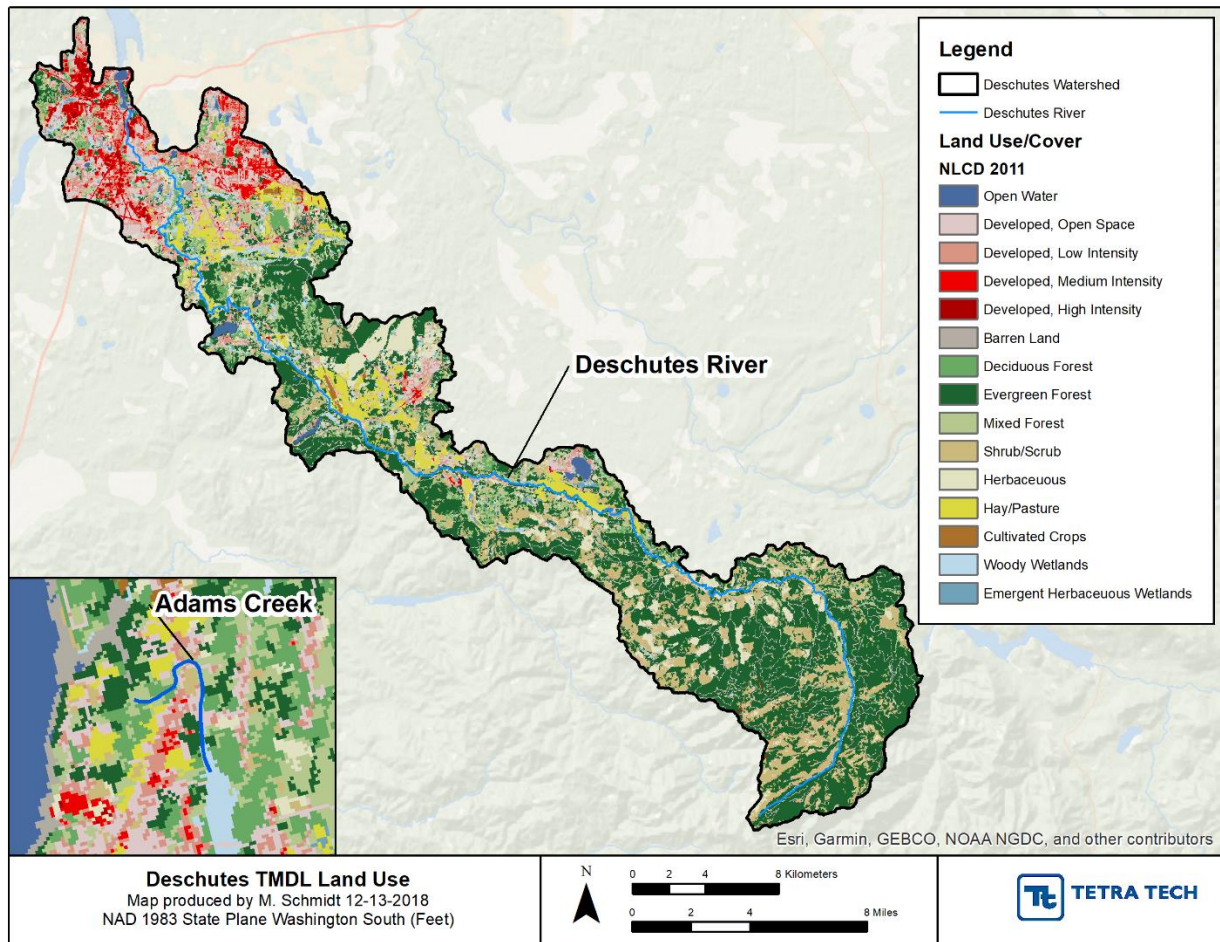 Legend
Deschutes Watershed
Deschutes River
Land Use/Cover
NLCD 2011
Open Water
Developed, Open Space
Developed, Low Intensity
Developed, Medium Intensity
Developed, High Intensity
Barren Land
Deciduous Forest
Evergreen Forest
Mixed Forest
Shrub/Scrub
Herbaceuous
Hay/Pasture
Cultivated Crops
Woody Wetlands
Emergent Herbaceuous Wetlands
Deschutes River
Adams Creek
Esri, Garmin, GEBCO, NOAA NGDC, and other contributors
Deschutes TMDL Land Use
Map produced by M. Schmidt 12-13-2018
NAD 1983 State Plane Washington South (Feet)
N
0 2 4 8 Kilometers
0 2 4 8 Miles
Tt TETRA TECH